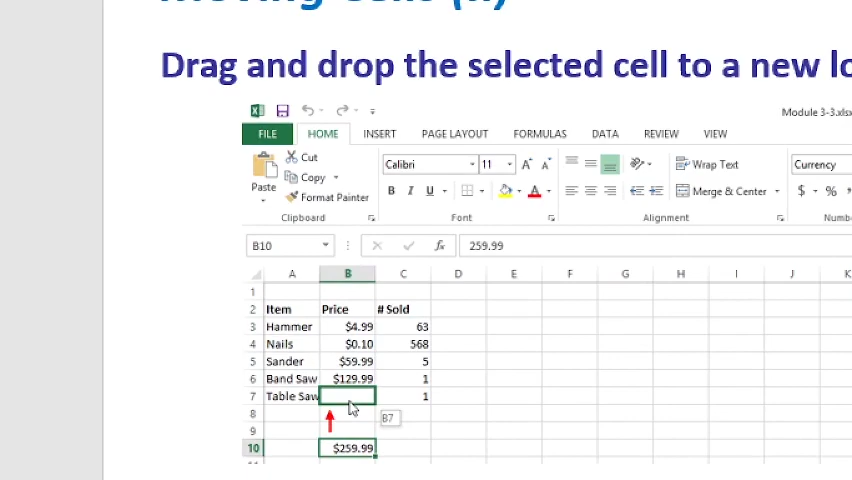 Drag and drop the selected cell to a new lo
Module 3-3.xlsx
FILE HOME INSERT PAGE LAYOUT FORMULAS DATA REVIEW VIEW
Cut
Copy
Format Painter
Paste
Calibri 11
Wrap Text
Merge & Center
Currency
$ %
Clipboard Font Alignment
B10 259.99
A B C D E F G H I J K
1
2 Item Price # Sold
3 Hammer $4.99 63
4 Nails $0.10 568
5 Sander $59.99 5
6 Band Saw $129.99 1
7 Table Saw 1
8 B7
9
10 $259.99